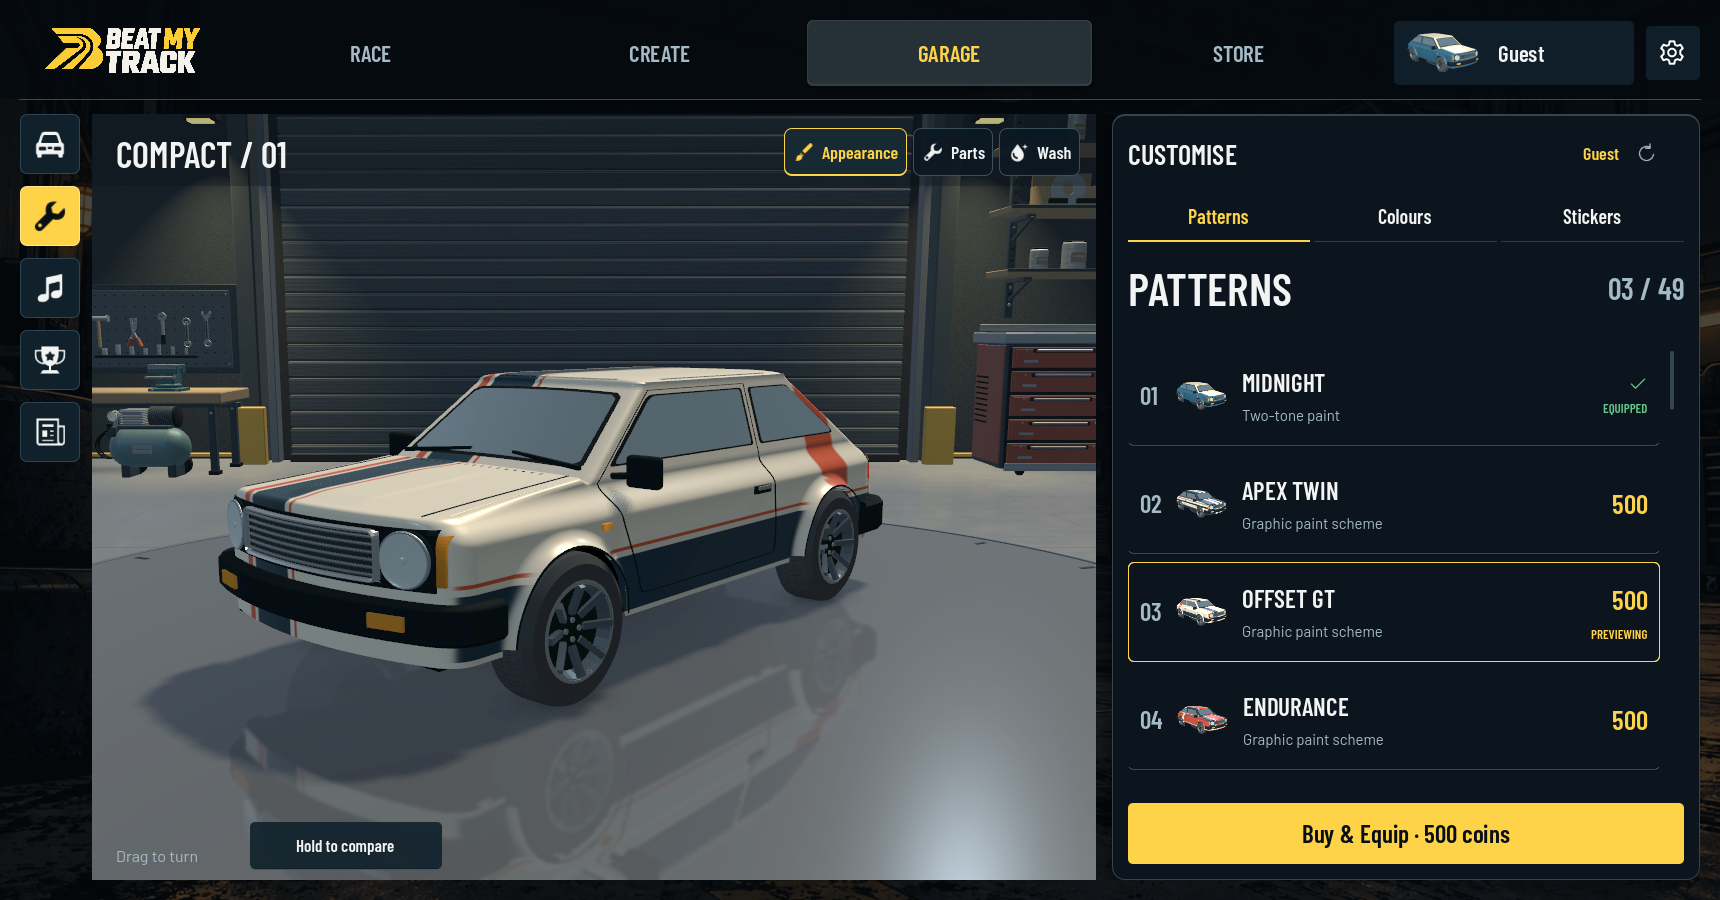 BEAT MY
TRACK
RACE
CREATE
GARAGE
STORE
Guest
COMPACT / 01
Appearance
Parts
Wash
Drag to turn
Hold to compare
CUSTOMISE
Guest
Patterns
Colours
Stickers
PATTERNS
03 / 49
01
MIDNIGHT
Two-tone paint
EQUIPPED
02
APEX TWIN
Graphic paint scheme
500
03
OFFSET GT
Graphic paint scheme
500
PREVIEWING
04
ENDURANCE
Graphic paint scheme
500
Buy & Equip · 500 coins